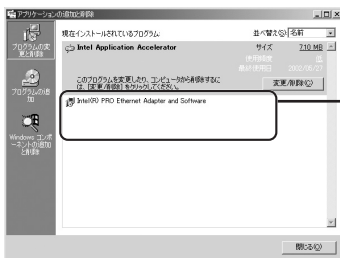 アプリケーションの追加と削除
プログラムの変更と削除
プログラムの追加
Windows コンポーネントの追加と削除
現在インストールされているプログラム:
並べ替え(S): 名前
Intel Application Accelerator
サイズ 7.10 MB
使用頻度 低
最終使用日 2002/05/27
このプログラムを変更したり、コンピュータから削除するには、[変更/削除] をクリックしてください。
変更/削除(C)
Intel(R) PRO Ethernet Adapter and Software
閉じる(O)